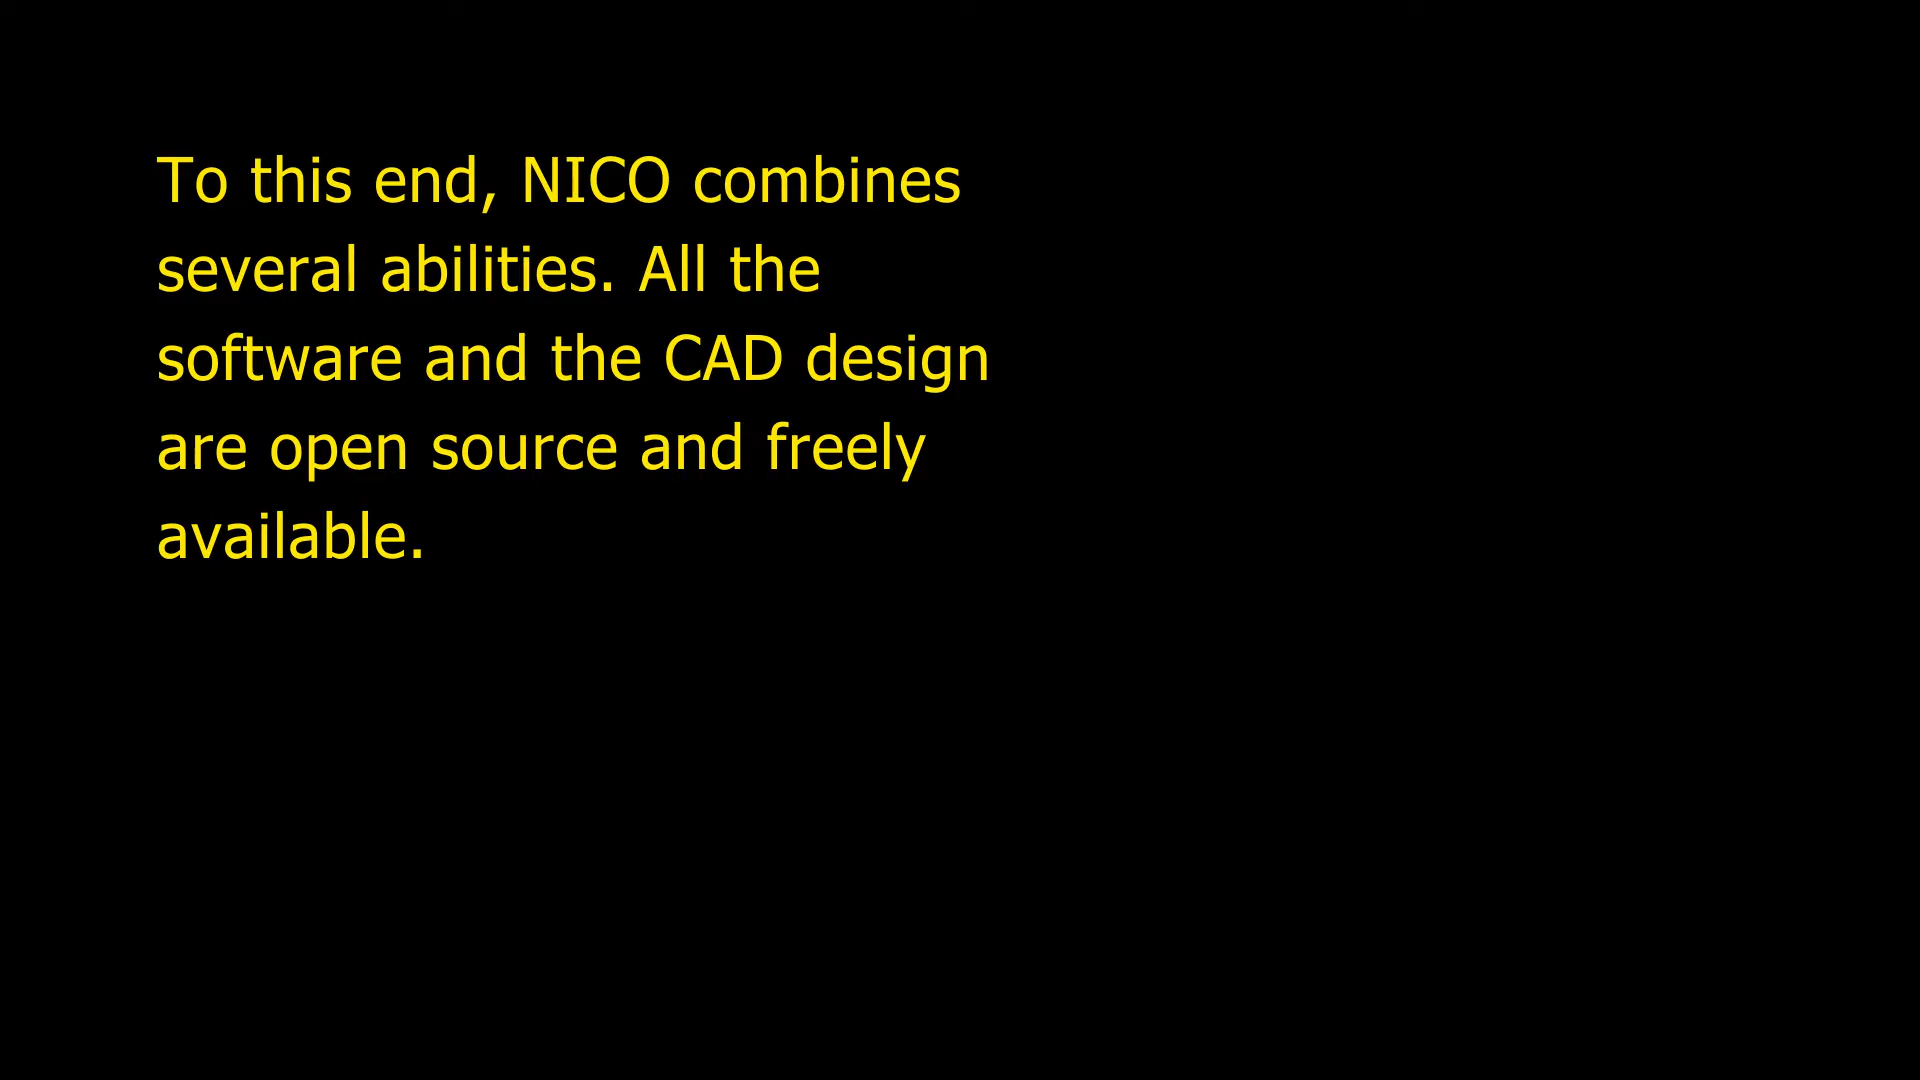 To this end, NICO combines
several abilities. All the
software and the CAD design
are open source and freely
available.